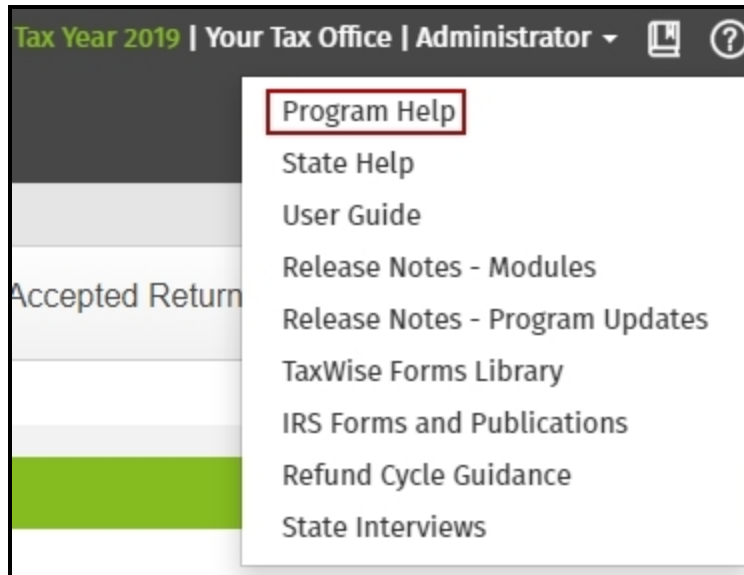 Tax Year 2019 | Your Tax Office | Administrator
Program Help
State Help
User Guide
Release Notes - Modules
Accepted Return
Release Notes - Program Updates
TaxWise Forms Library
IRS Forms and Publications
Refund Cycle Guidance
State Interviews